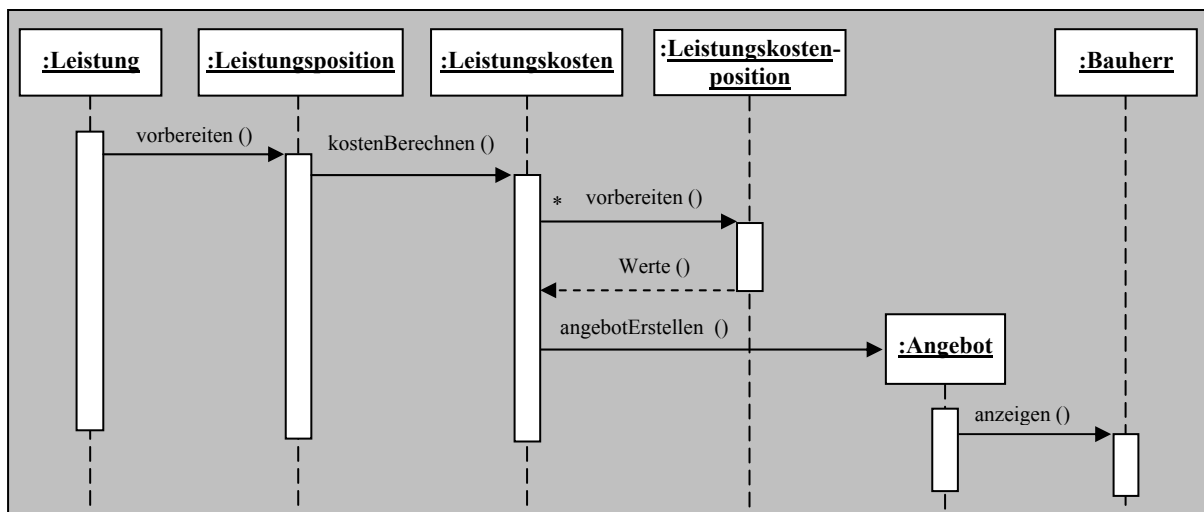 :Leistung
:Leistungsposition
:Leistungskosten
:Leistungskosten-
position
:Bauherr
vorbereiten ()
kostenBerechnen ()
* vorbereiten ()
Werte ()
angebotErstellen ()
:Angebot
anzeigen ()